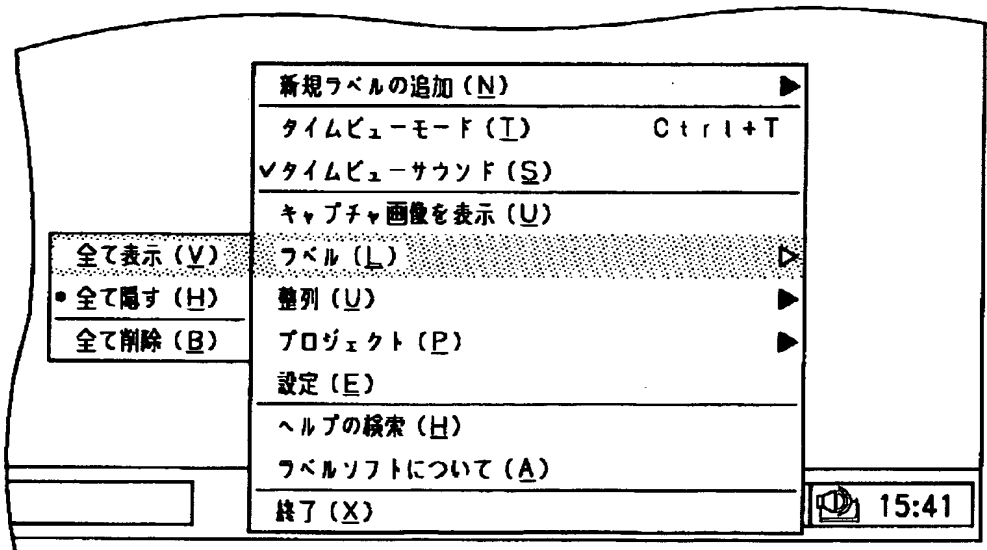 新規ラベルの追加(N)
タイムビューモード(T) Ctrl+T
✓タイムビューサウンド(S)
キャプチャ画像を表示(U)
ラベル(L)
整列(U)
プロジェクト(P)
設定(E)
ヘルプの検索(H)
ラベルソフトについて(A)
終了(X)
全て表示(V)
•全て隠す(H)
全て削除(B)
15:41